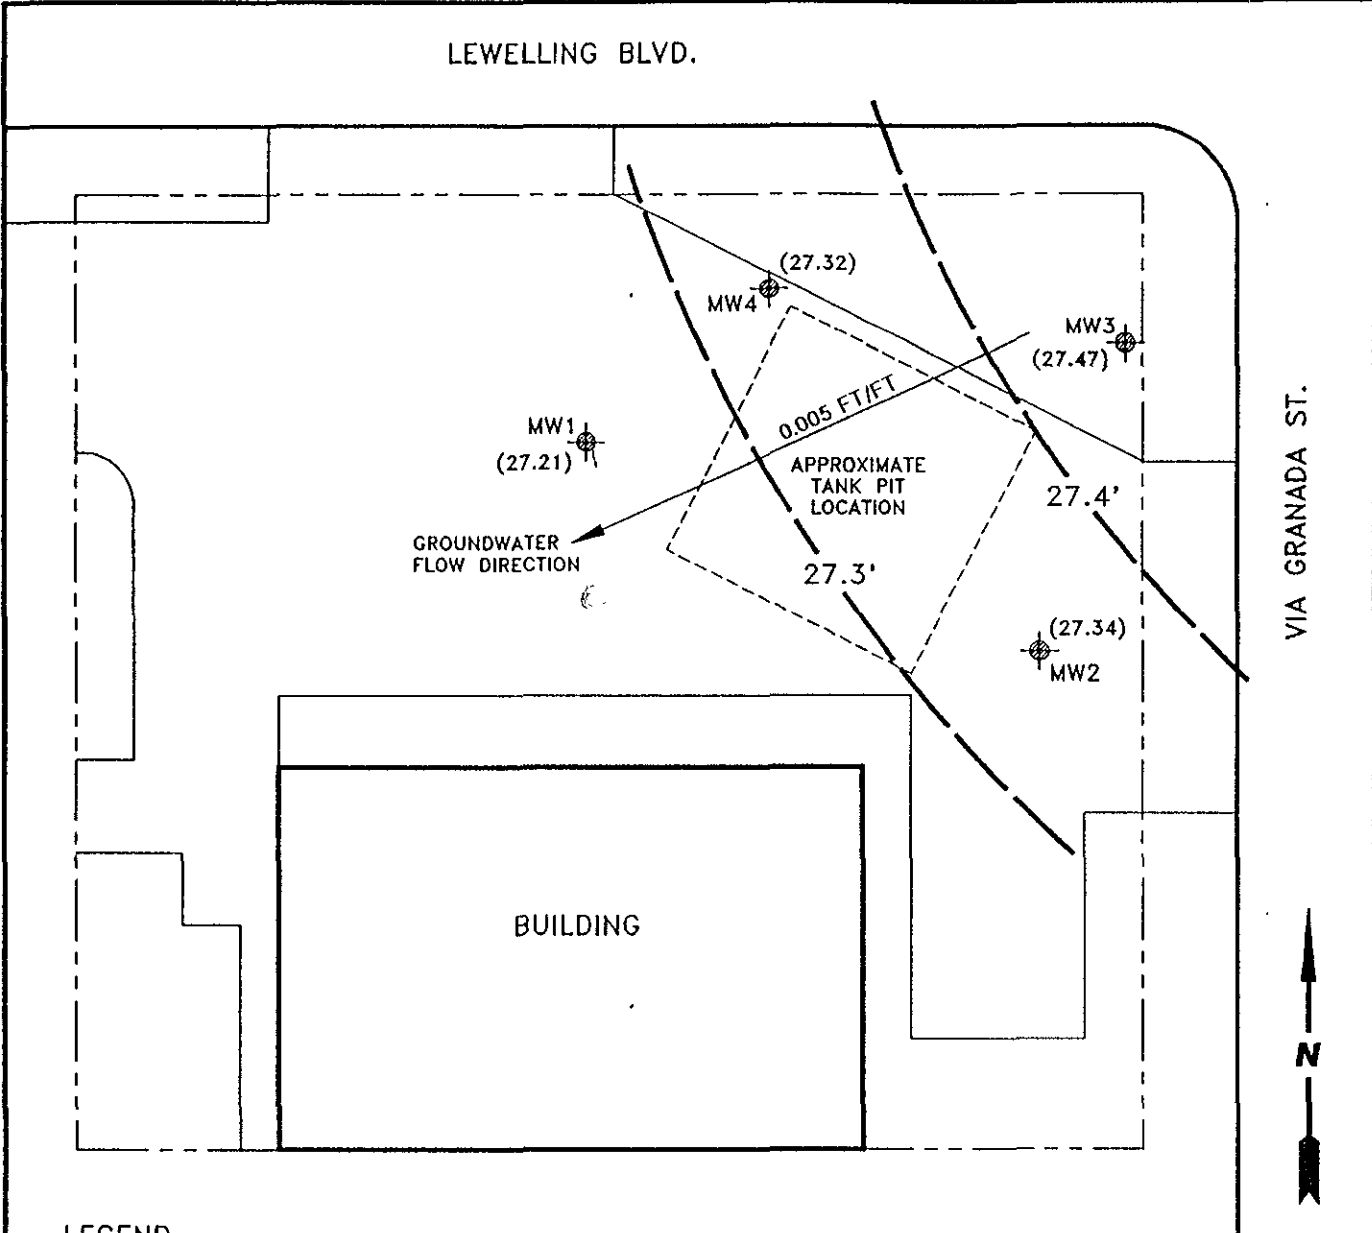 LEWELLING BLVD.
(27.32)
MW4
MW3
(27.47)
0.005 FT/FT
MW1
(27.21)
APPROXIMATE
TANK PIT
LOCATION
27.4'
GROUNDWATER
FLOW DIRECTION
27.3'
VIA GRANADA ST.
(27.34)
MW2
BUILDING
N
LEGEND